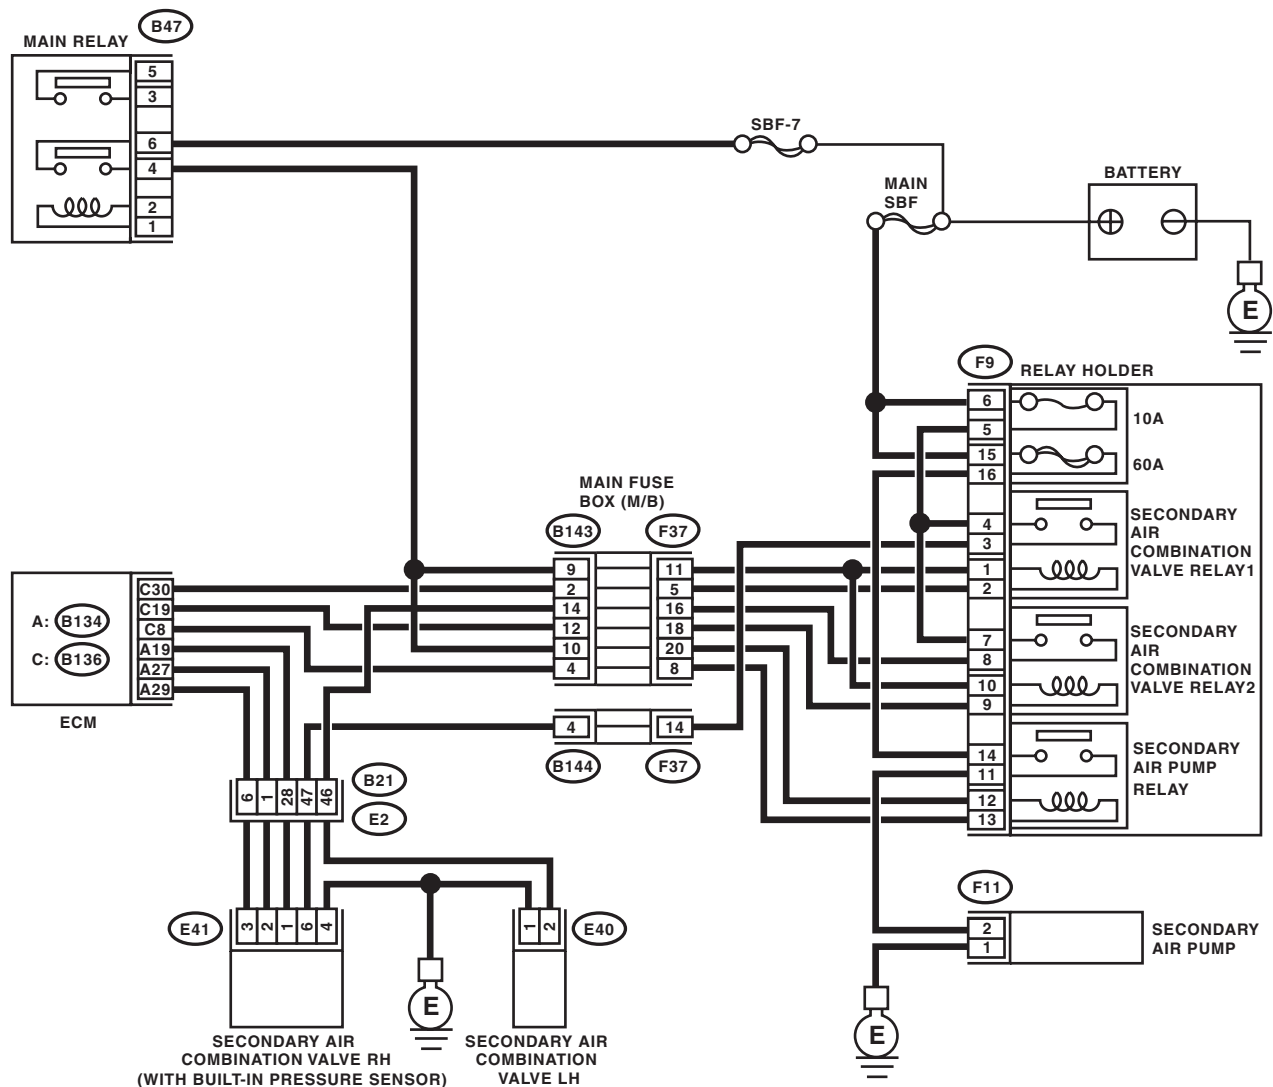 B47
MAIN RELAY
5
3
6
4
2
1
SBF-7
MAIN
SBF
BATTERY
E
F9
RELAY HOLDER
6
5
15
16
4
3
1
2
7
8
10
9
14
11
12
13
10A
60A
SECONDARY
AIR
COMBINATION
VALVE RELAY1
SECONDARY
AIR
COMBINATION
VALVE RELAY2
SECONDARY
AIR PUMP
RELAY
MAIN FUSE
BOX (M/B)
B143
F37
9
2
14
12
10
4
11
5
16
18
20
8
4
14
B144
F37
A: B134
C: B136
C30
C19
C8
A19
A27
A29
ECM
6 1 28 47 46
B21
E2
E41
3 2 1 6 4
1 2
E40
E
SECONDARY AIR
COMBINATION VALVE RH
(WITH BUILT-IN PRESSURE SENSOR)
SECONDARY AIR
COMBINATION
VALVE LH
F11
2
1
SECONDARY
AIR PUMP
E